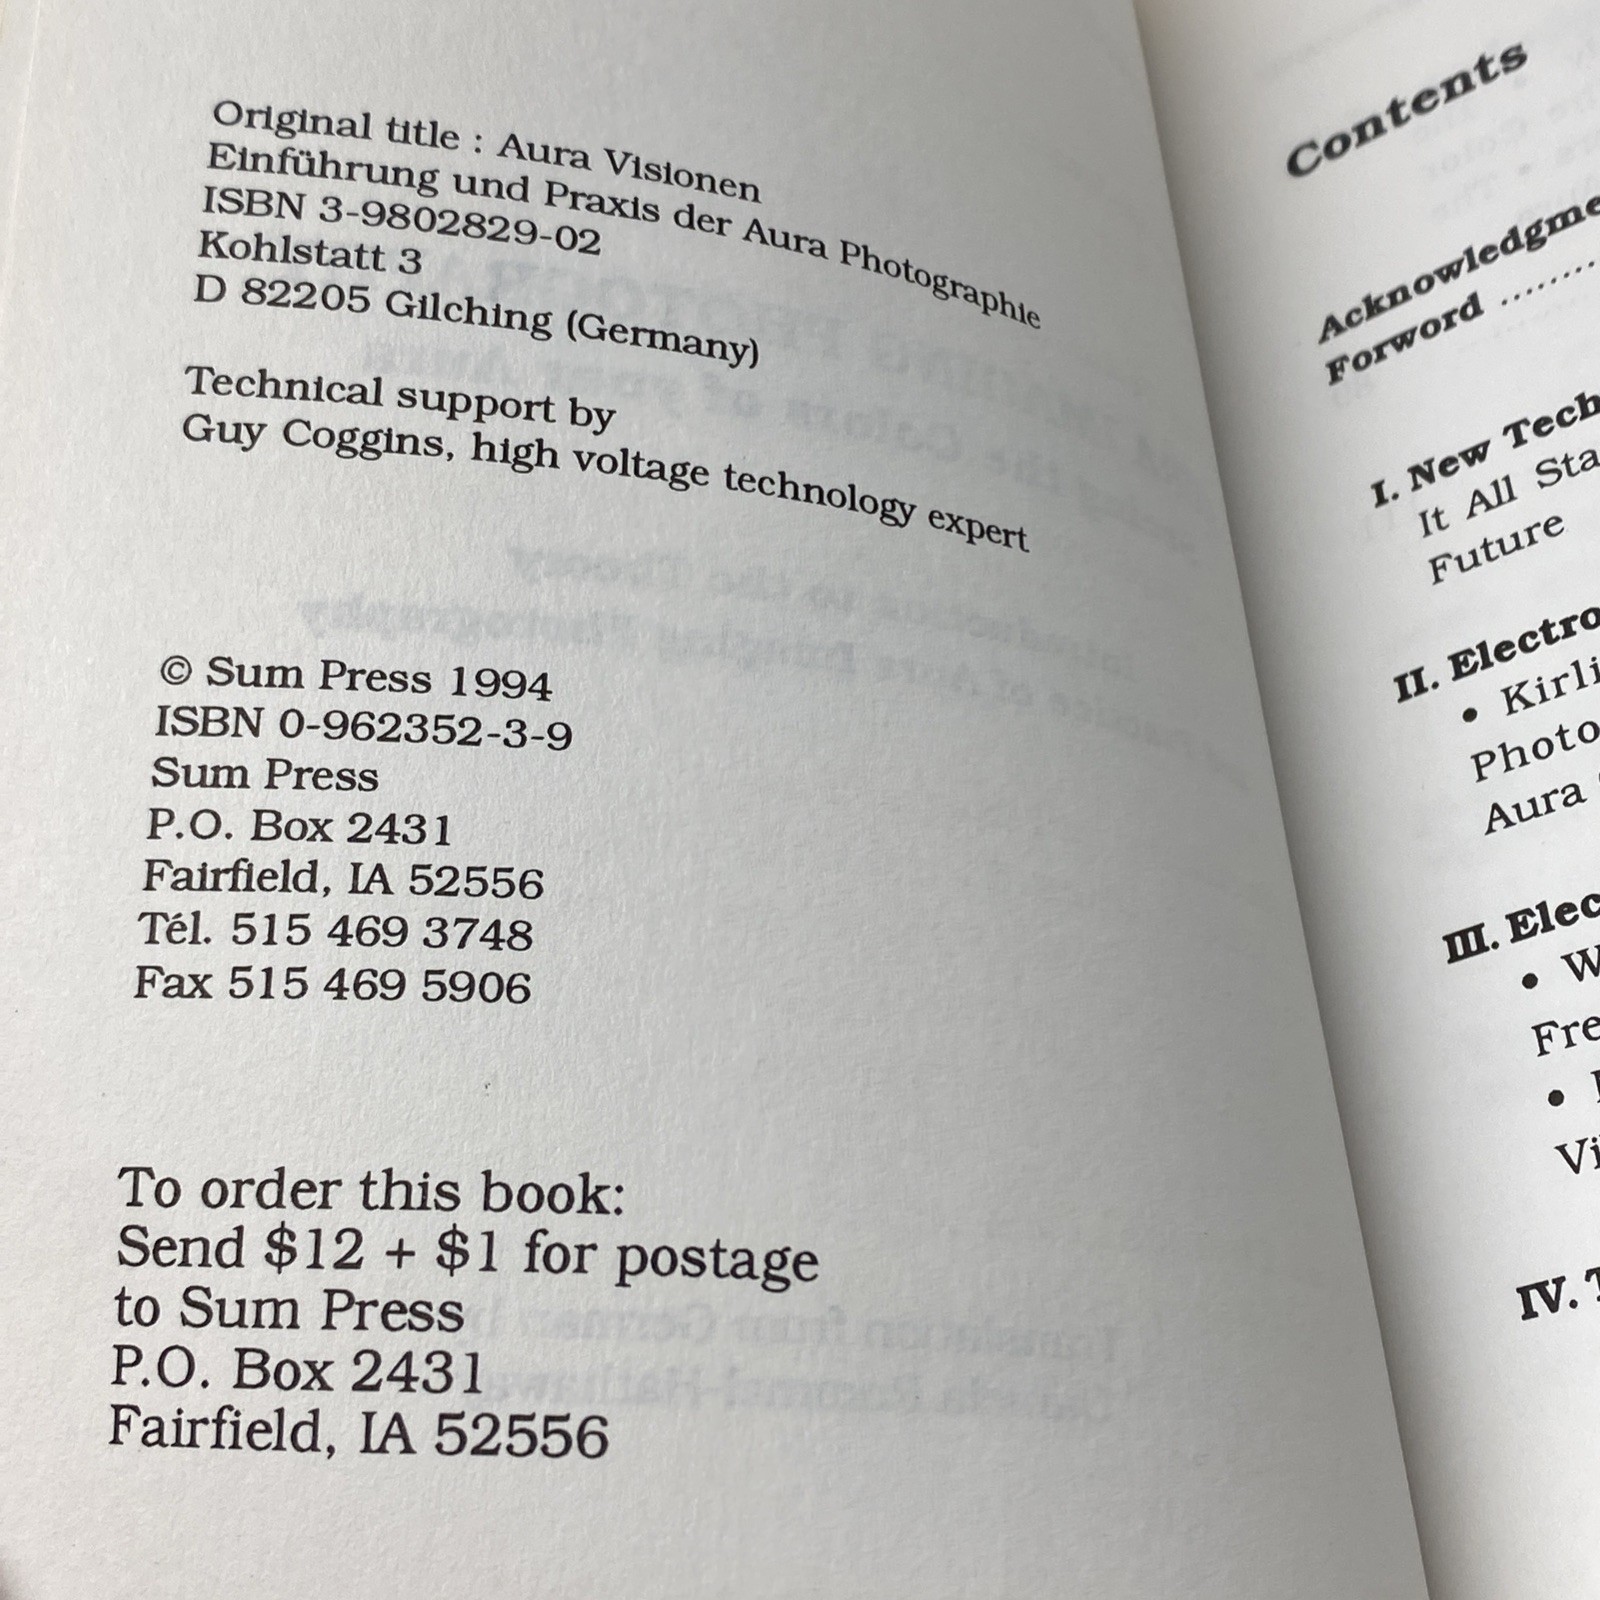 Original title : Aura Visionen
Einführung und Praxis der Aura Photographie
ISBN 3-9802829-02
Kohlstatt 3
D 82205 Gilching (Germany)
Technical support by
Guy Coggins, high voltage technology expert
© Sum Press 1994
ISBN 0-962352-3-9
Sum Press
P.O. Box 2431
Fairfield, IA 52556
Tél. 515 469 3748
Fax 515 469 5906
To order this book:
Send $12 + $1 for postage
to Sum Press
P.O. Box 2431
Fairfield, IA 52556
Contents
Acknowledgme
Forword ........
I. New Tech
It All Sta
Future
II. Electro
• Kirli
Photo
Aura
III. Elec
• W
Fre
•
Vi
IV. T